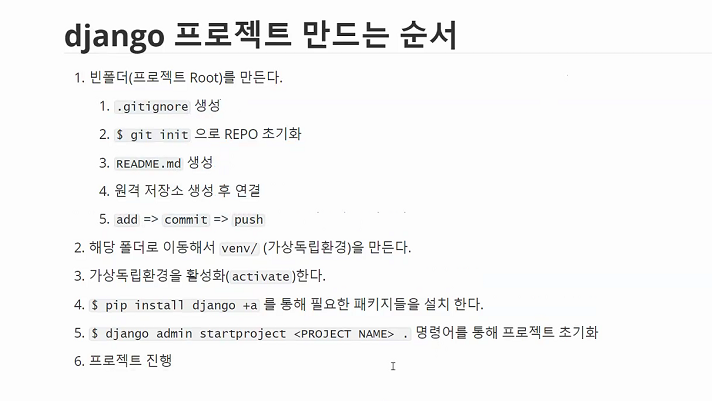 django 프로젝트 만드는 순서
1. 빈폴더(프로젝트 Root)를 만든다.
1. .gitignore 생성
2. $ git init 으로 REPO 초기화
3. README.md 생성
4. 원격 저장소 생성 후 연결
5. add => commit => push
2. 해당 폴더로 이동해서 venv/ (가상독립환경)을 만든다.
3. 가상독립환경을 활성화(activate)한다.
4. $ pip install django +a 를 통해 필요한 패키지들을 설치 한다.
5. $ django admin startproject <PROJECT NAME> . 명령어를 통해 프로젝트 초기화
6. 프로젝트 진행